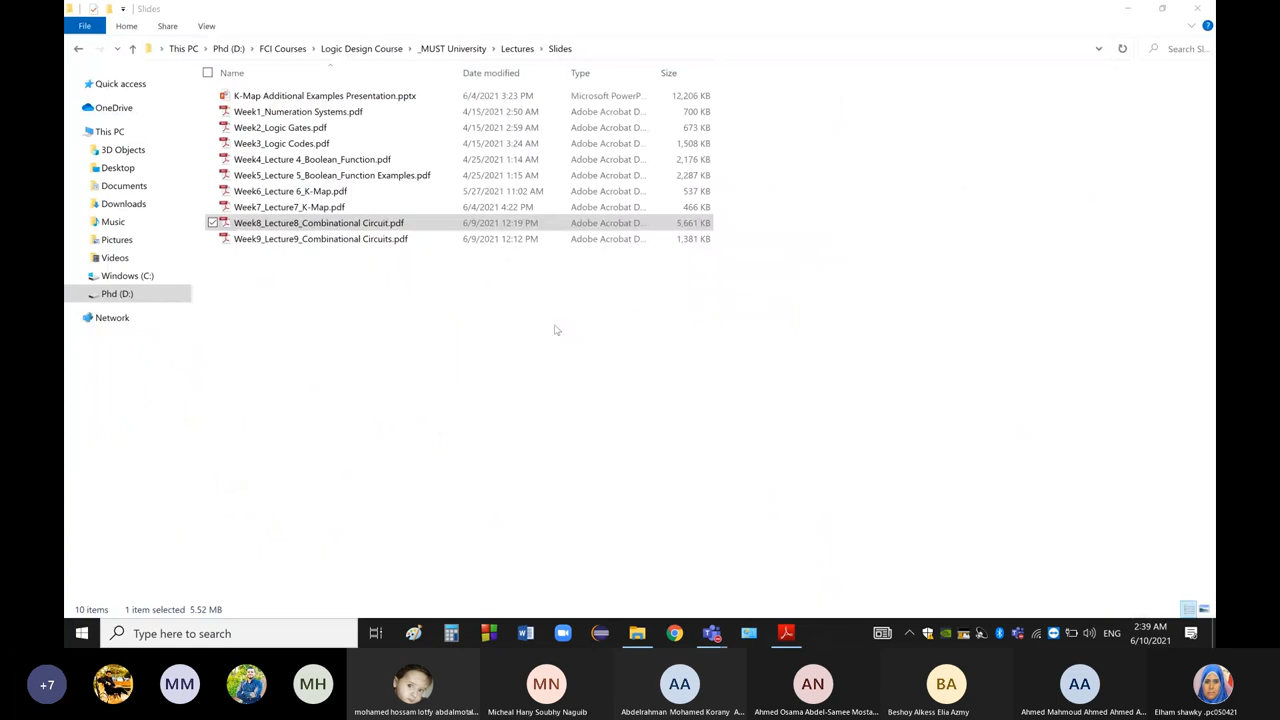 Slides
File Home Share View
This PC Phd (D:) FCI Courses Logic Design Course _MUST University Lectures Slides
Search Sl...
Name Date modified Type Size
K-Map Additional Examples Presentation.pptx 6/4/2021 3:23 PM Microsoft PowerP... 12,206 KB
Week1_Numeration Systems.pdf 4/15/2021 2:50 AM Adobe Acrobat D... 700 KB
Week2_Logic Gates.pdf 4/15/2021 2:59 AM Adobe Acrobat D... 673 KB
Week3_Logic Codes.pdf 4/15/2021 3:24 AM Adobe Acrobat D... 1,508 KB
Week4_Lecture 4_Boolean_Function.pdf 4/25/2021 1:14 AM Adobe Acrobat D... 2,176 KB
Week5_Lecture 5_Boolean_Function Examples.pdf 4/25/2021 1:15 AM Adobe Acrobat D... 2,287 KB
Week6_Lecture 6_K-Map.pdf 5/27/2021 11:02 AM Adobe Acrobat D... 537 KB
Week7_Lecture7_K-Map.pdf 6/4/2021 4:22 PM Adobe Acrobat D... 466 KB
Week8_Lecture8_Combinational Circuit.pdf 6/9/2021 12:19 PM Adobe Acrobat D... 5,661 KB
Week9_Lecture9_Combinational Circuits.pdf 6/9/2021 12:12 PM Adobe Acrobat D... 1,381 KB
Quick access
OneDrive
This PC
3D Objects
Desktop
Documents
Downloads
Music
Pictures
Videos
Windows (C:)
Phd (D:)
Network
10 items 1 item selected 5.52 MB
Type here to search
ENG
2:39 AM
6/10/2021
+7 MM MH MN AA AN BA AA
mohamed hossam lotfy abdalmotal... Micheal Hany Soubhy Naguib Abdelrahman Mohamed Korany A... Ahmed Osama Abdel-Samee Mosta... Beshoy Alkess Elia Azmy Ahmed Mahmoud Ahmed Ahmed A... Elham shawky_pc050421